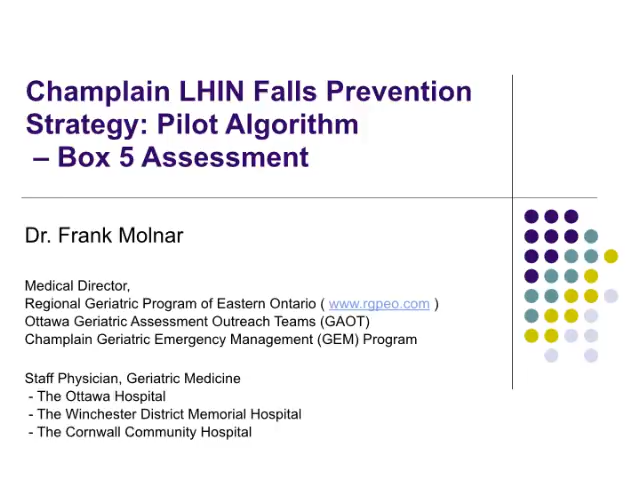 Champlain LHIN Falls Prevention
Strategy: Pilot Algorithm
– Box 5 Assessment
Dr. Frank Molnar
Medical Director,
Regional Geriatric Program of Eastern Ontario ( www.rgpeo.com )
Ottawa Geriatric Assessment Outreach Teams (GAOT)
Champlain Geriatric Emergency Management (GEM) Program
Staff Physician, Geriatric Medicine
- The Ottawa Hospital
- The Winchester District Memorial Hospital
- The Cornwall Community Hospital